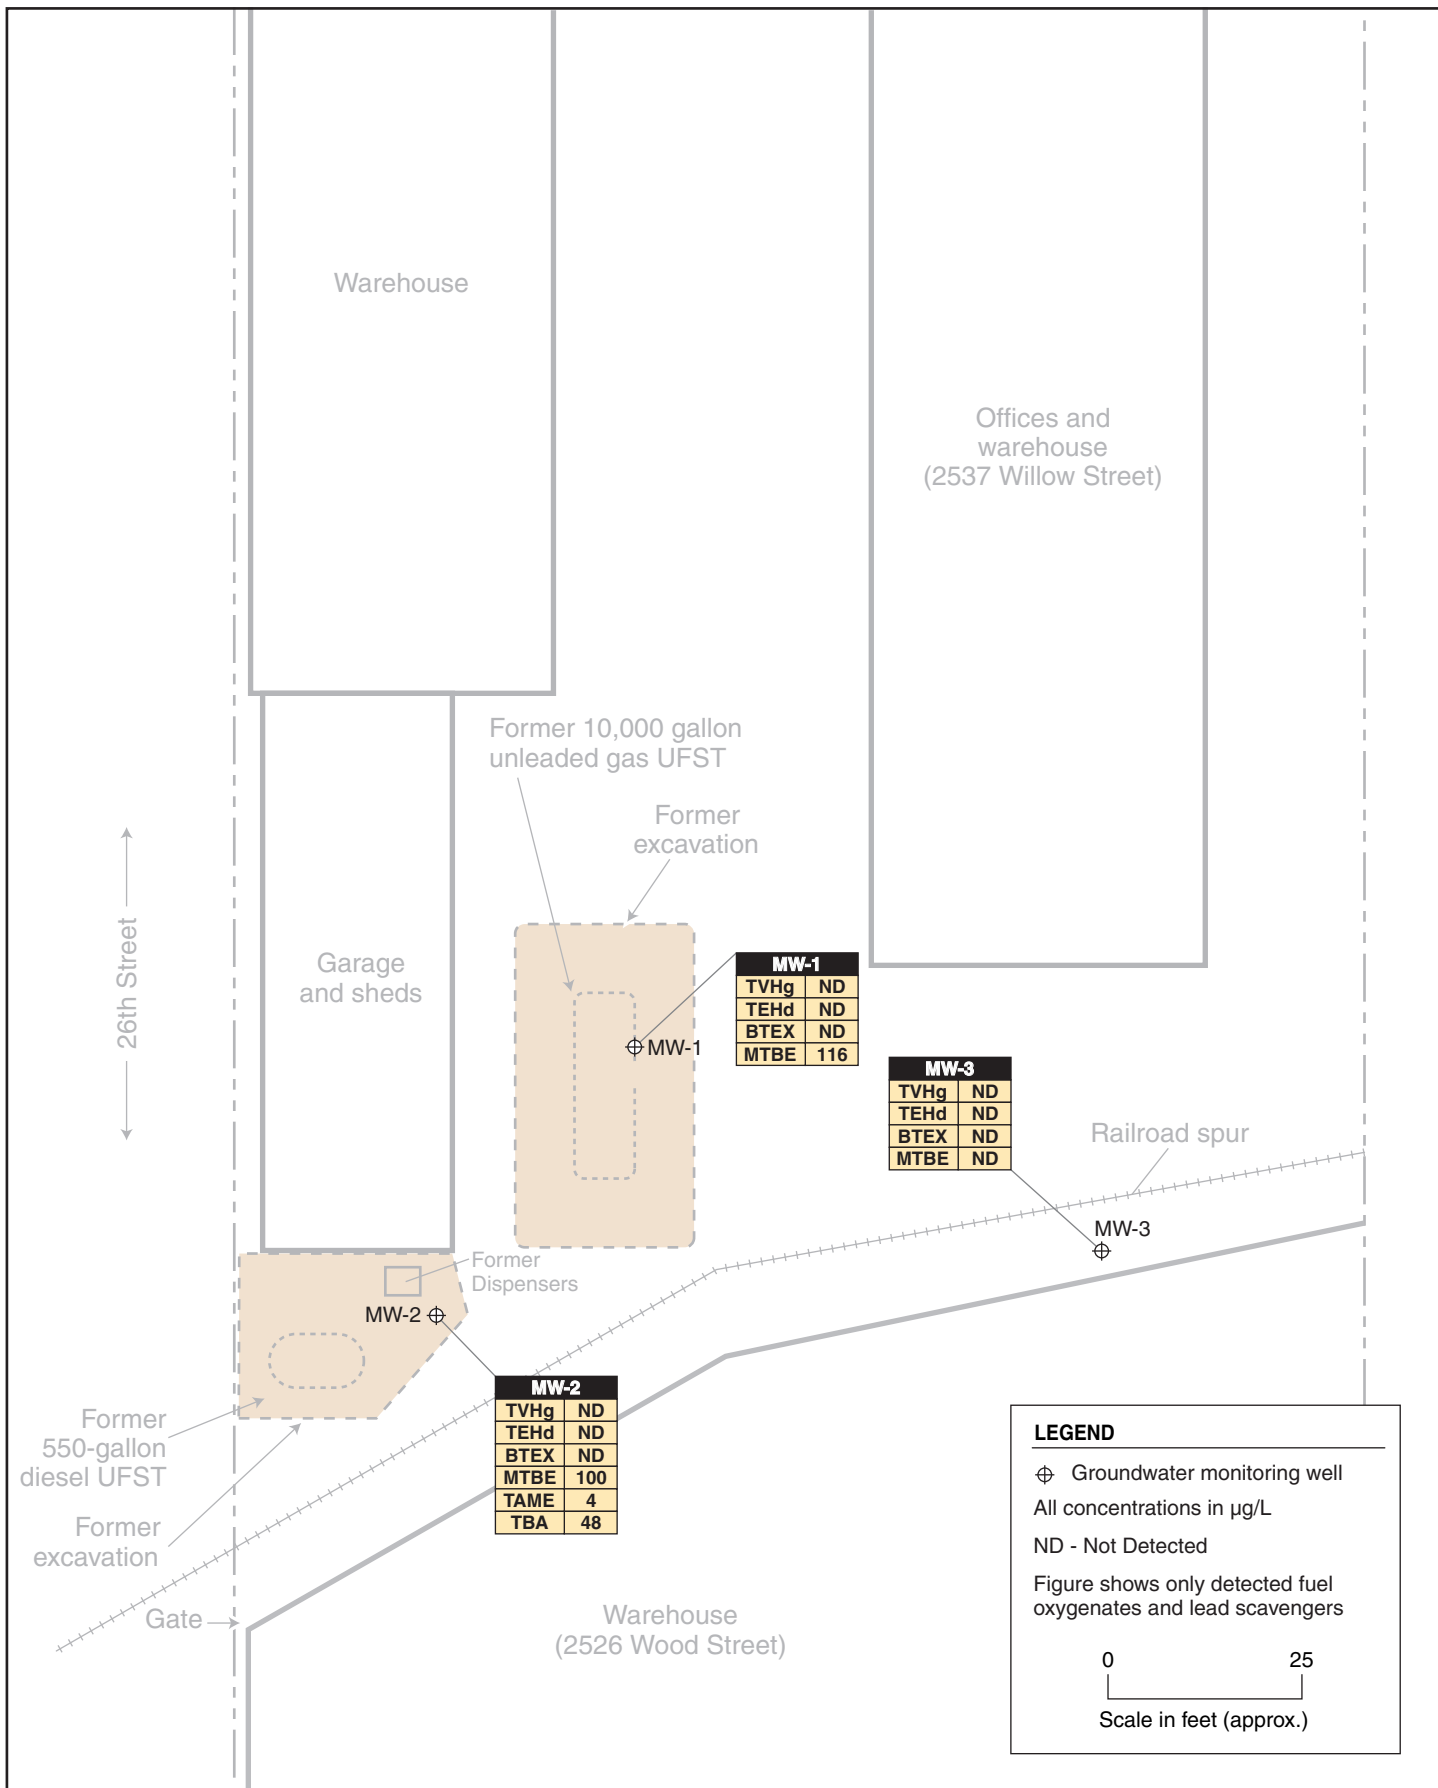 Warehouse
Offices and
warehouse
(2537 Willow Street)
Former 10,000 gallon
unleaded gas UFST
Former
excavation
26th Street
Garage
and sheds
MW-1
MW-1
TVHg ND
TEHd ND
BTEX ND
MTBE 116
MW-3
TVHg ND
TEHd ND
BTEX ND
MTBE ND
Railroad spur
MW-3
Former
Dispensers
MW-2
MW-2
TVHg ND
TEHd ND
BTEX ND
MTBE 100
TAME 4
TBA 48
Former
550-gallon
diesel UFST
Former
excavation
Gate
Warehouse
(2526 Wood Street)
LEGEND
Groundwater monitoring well
All concentrations in µg/L
ND - Not Detected
Figure shows only detected fuel
oxygenates and lead scavengers
0 25
Scale in feet (approx.)